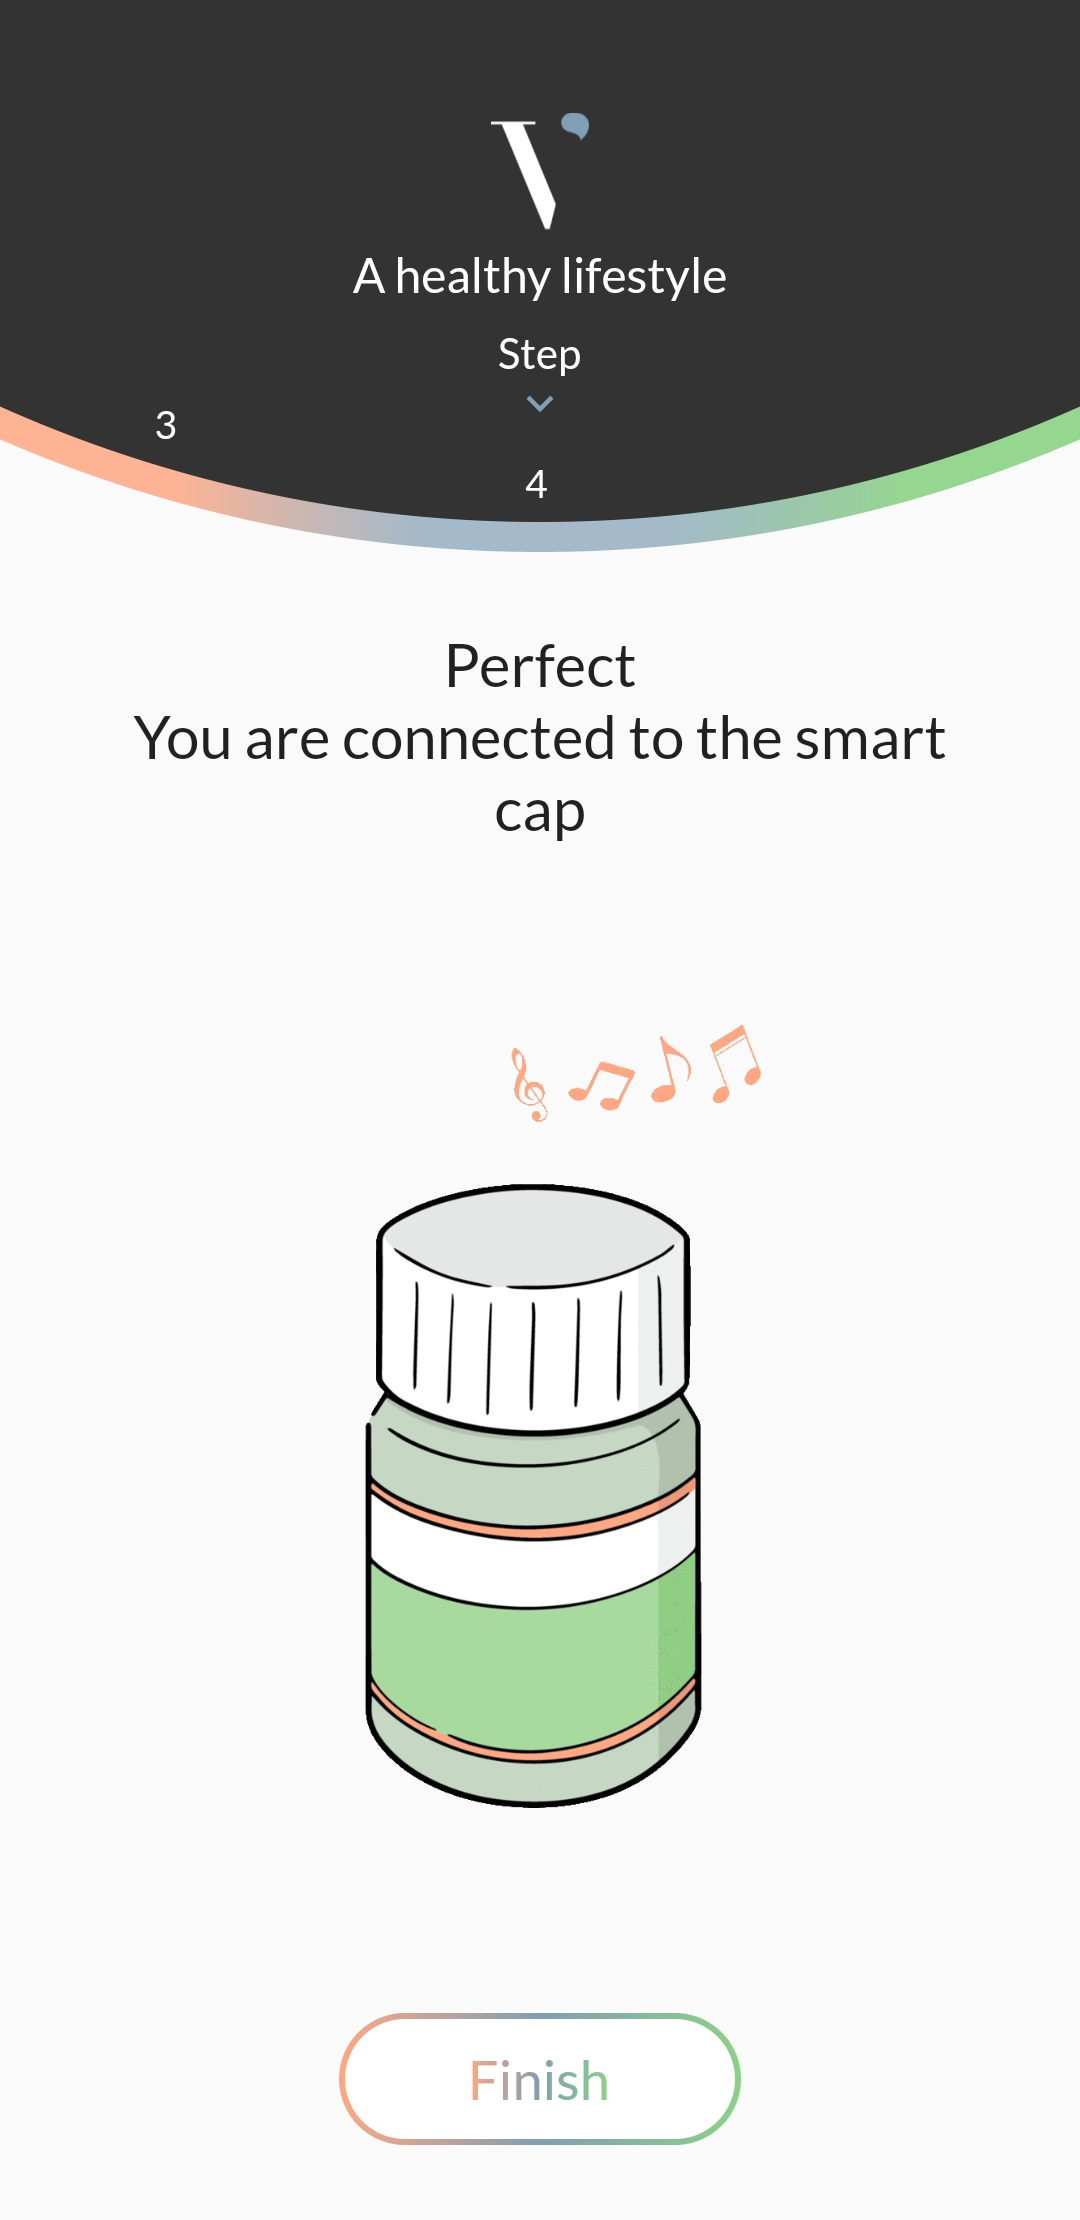 A healthy lifestyle
Step
3
4
Perfect
You are connected to the smart
cap
Finish